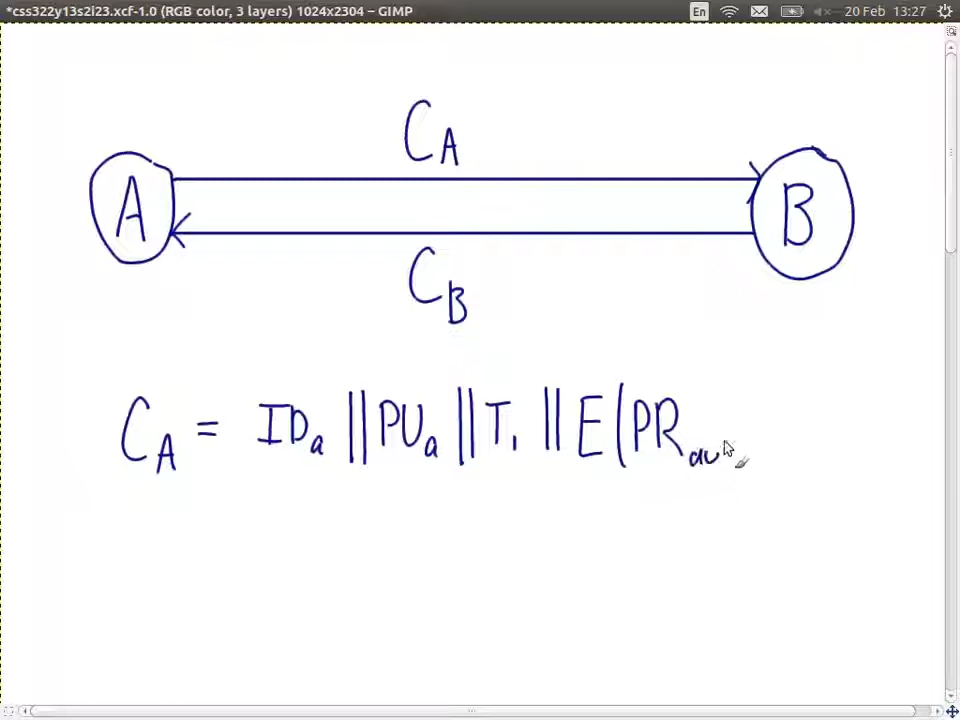 *css322y13s2i23.xcf-1.0 (RGB color, 3 layers) 1024x2304 – GIMP En 20 Feb 13:27
C_A
A B
C_B
C_A = ID_a || PU_a || T_1 || E(PR_au